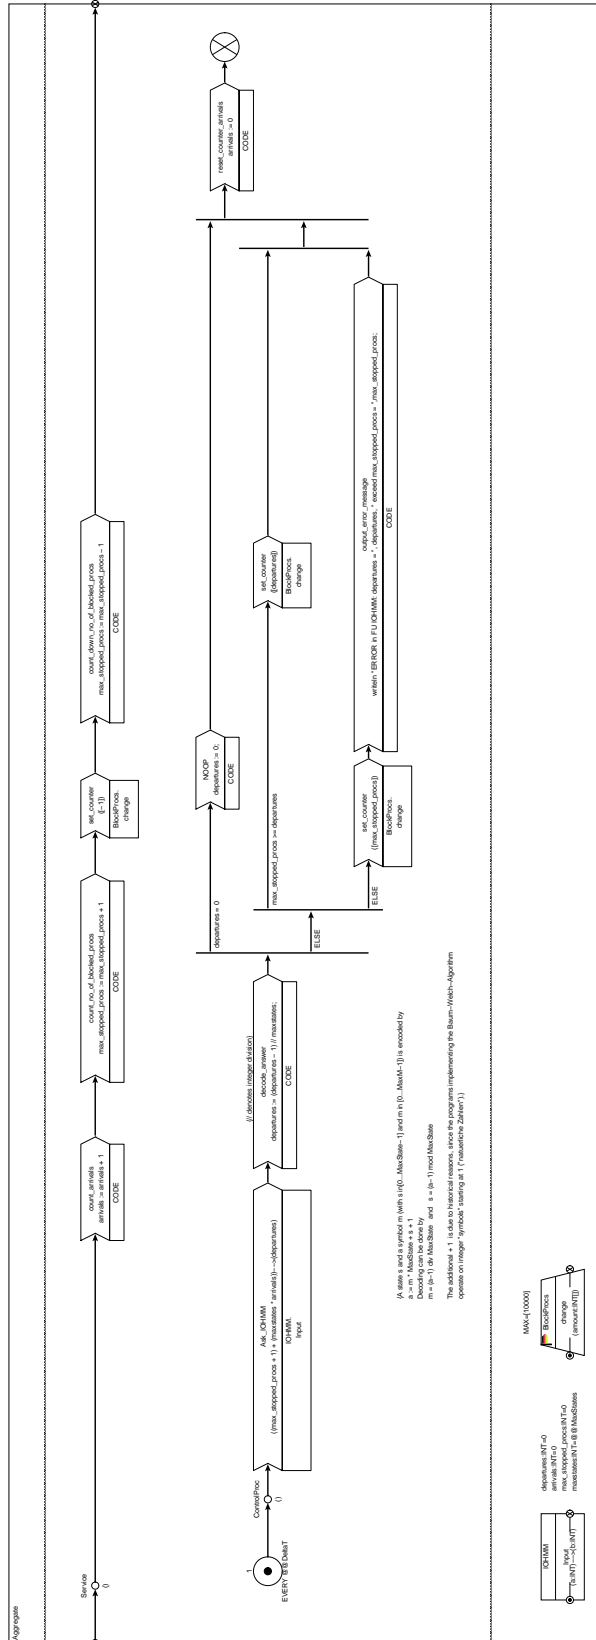 Aggregate
Service
()
count_arrivals
arrivals := arrivals + 1
CODE
count_no_of_blocked_procs
max_stopped_procs := max_stopped_procs + 1
CODE
set_counter
([−1])
BlockProcs.
change
count_down_no_of_blocked_procs
max_stopped_procs := max_stopped_procs − 1
CODE
1
EVERY @@DeltaT
ControlProc
()
Ask_IOHMM
((max_stopped_procs + 1) + (maxstates * arrivals))−−>(departures)
IOHMM.
Input
(// denotes integer division)
decode_answer
departures := (departures − 1) // maxstates;
CODE
departures = 0
ELSE
NOOP
departures := 0;
CODE
max_stopped_procs >= departures
ELSE
set_counter
([departures])
BlockProcs.
change
set_counter
([max_stopped_procs])
BlockProcs.
change
output_error_message
writeln "ERROR in FU IOHMM: departures = ", departures, " exceed max_stopped_procs = ",max_stopped_procs;
CODE
reset_counter_arrivals
arrivals := 0
CODE
(A state s and a symbol m (with s in[0...MaxState−1] and m in [0...MaxM−1]) is encoded by
a := m * MaxState + s + 1
Decoding can be done by
m = (a−1) div MaxState and s = (a−1) mod MaxState
The additional + 1 is due to historical reasons, since the programs implementing the Baum−Welch−Algorithm
operate on integer "symbols" starting at 1 ("natuerliche Zahlen").)
IOHMM
Input
(a:INT)−−>(b:INT)
departures:INT=0
arrivals:INT=0
max_stopped_procs:INT=0
maxstates:INT=@@MaxStates
MAX=[10000]
BlockProcs
change
(amount:INT[])